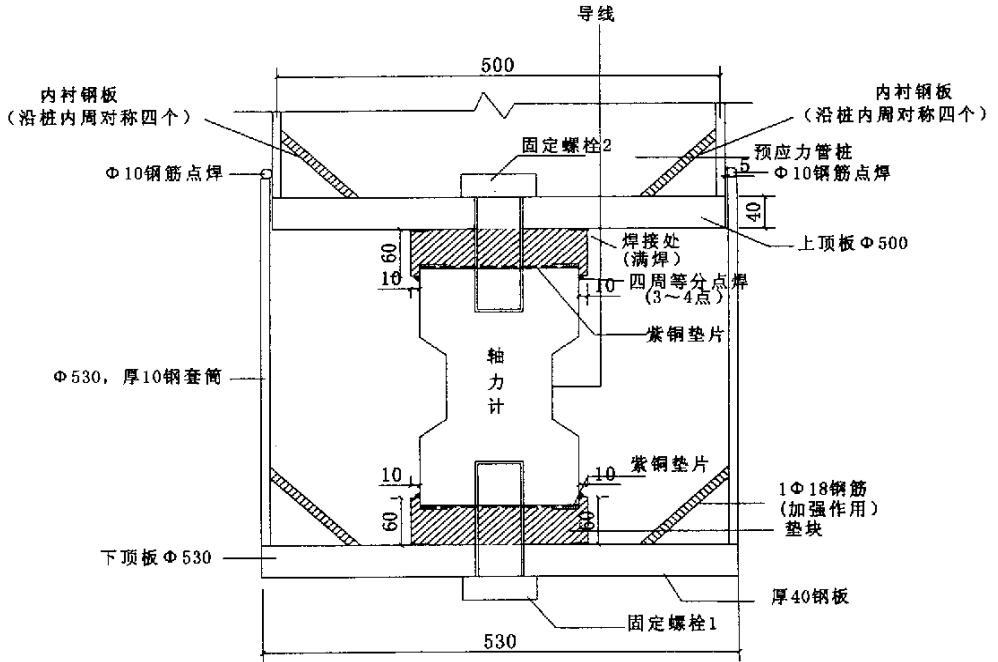 导线
500
内衬钢板
(沿桩内周对称四个)
内衬钢板
(沿桩内周对称四个)
固定螺栓2
预应力管桩
5
Φ10钢筋点焊
Φ10钢筋点焊
40
上顶板Φ500
60
焊接处
(满焊)
10
四周等分点焊
10
(3～4点)
紫铜垫片
轴力计
Φ530，厚10钢套筒
紫铜垫片
10
10
1Φ18钢筋
(加强作用)
60
60
垫块
下顶板Φ530
厚40钢板
固定螺栓1
530